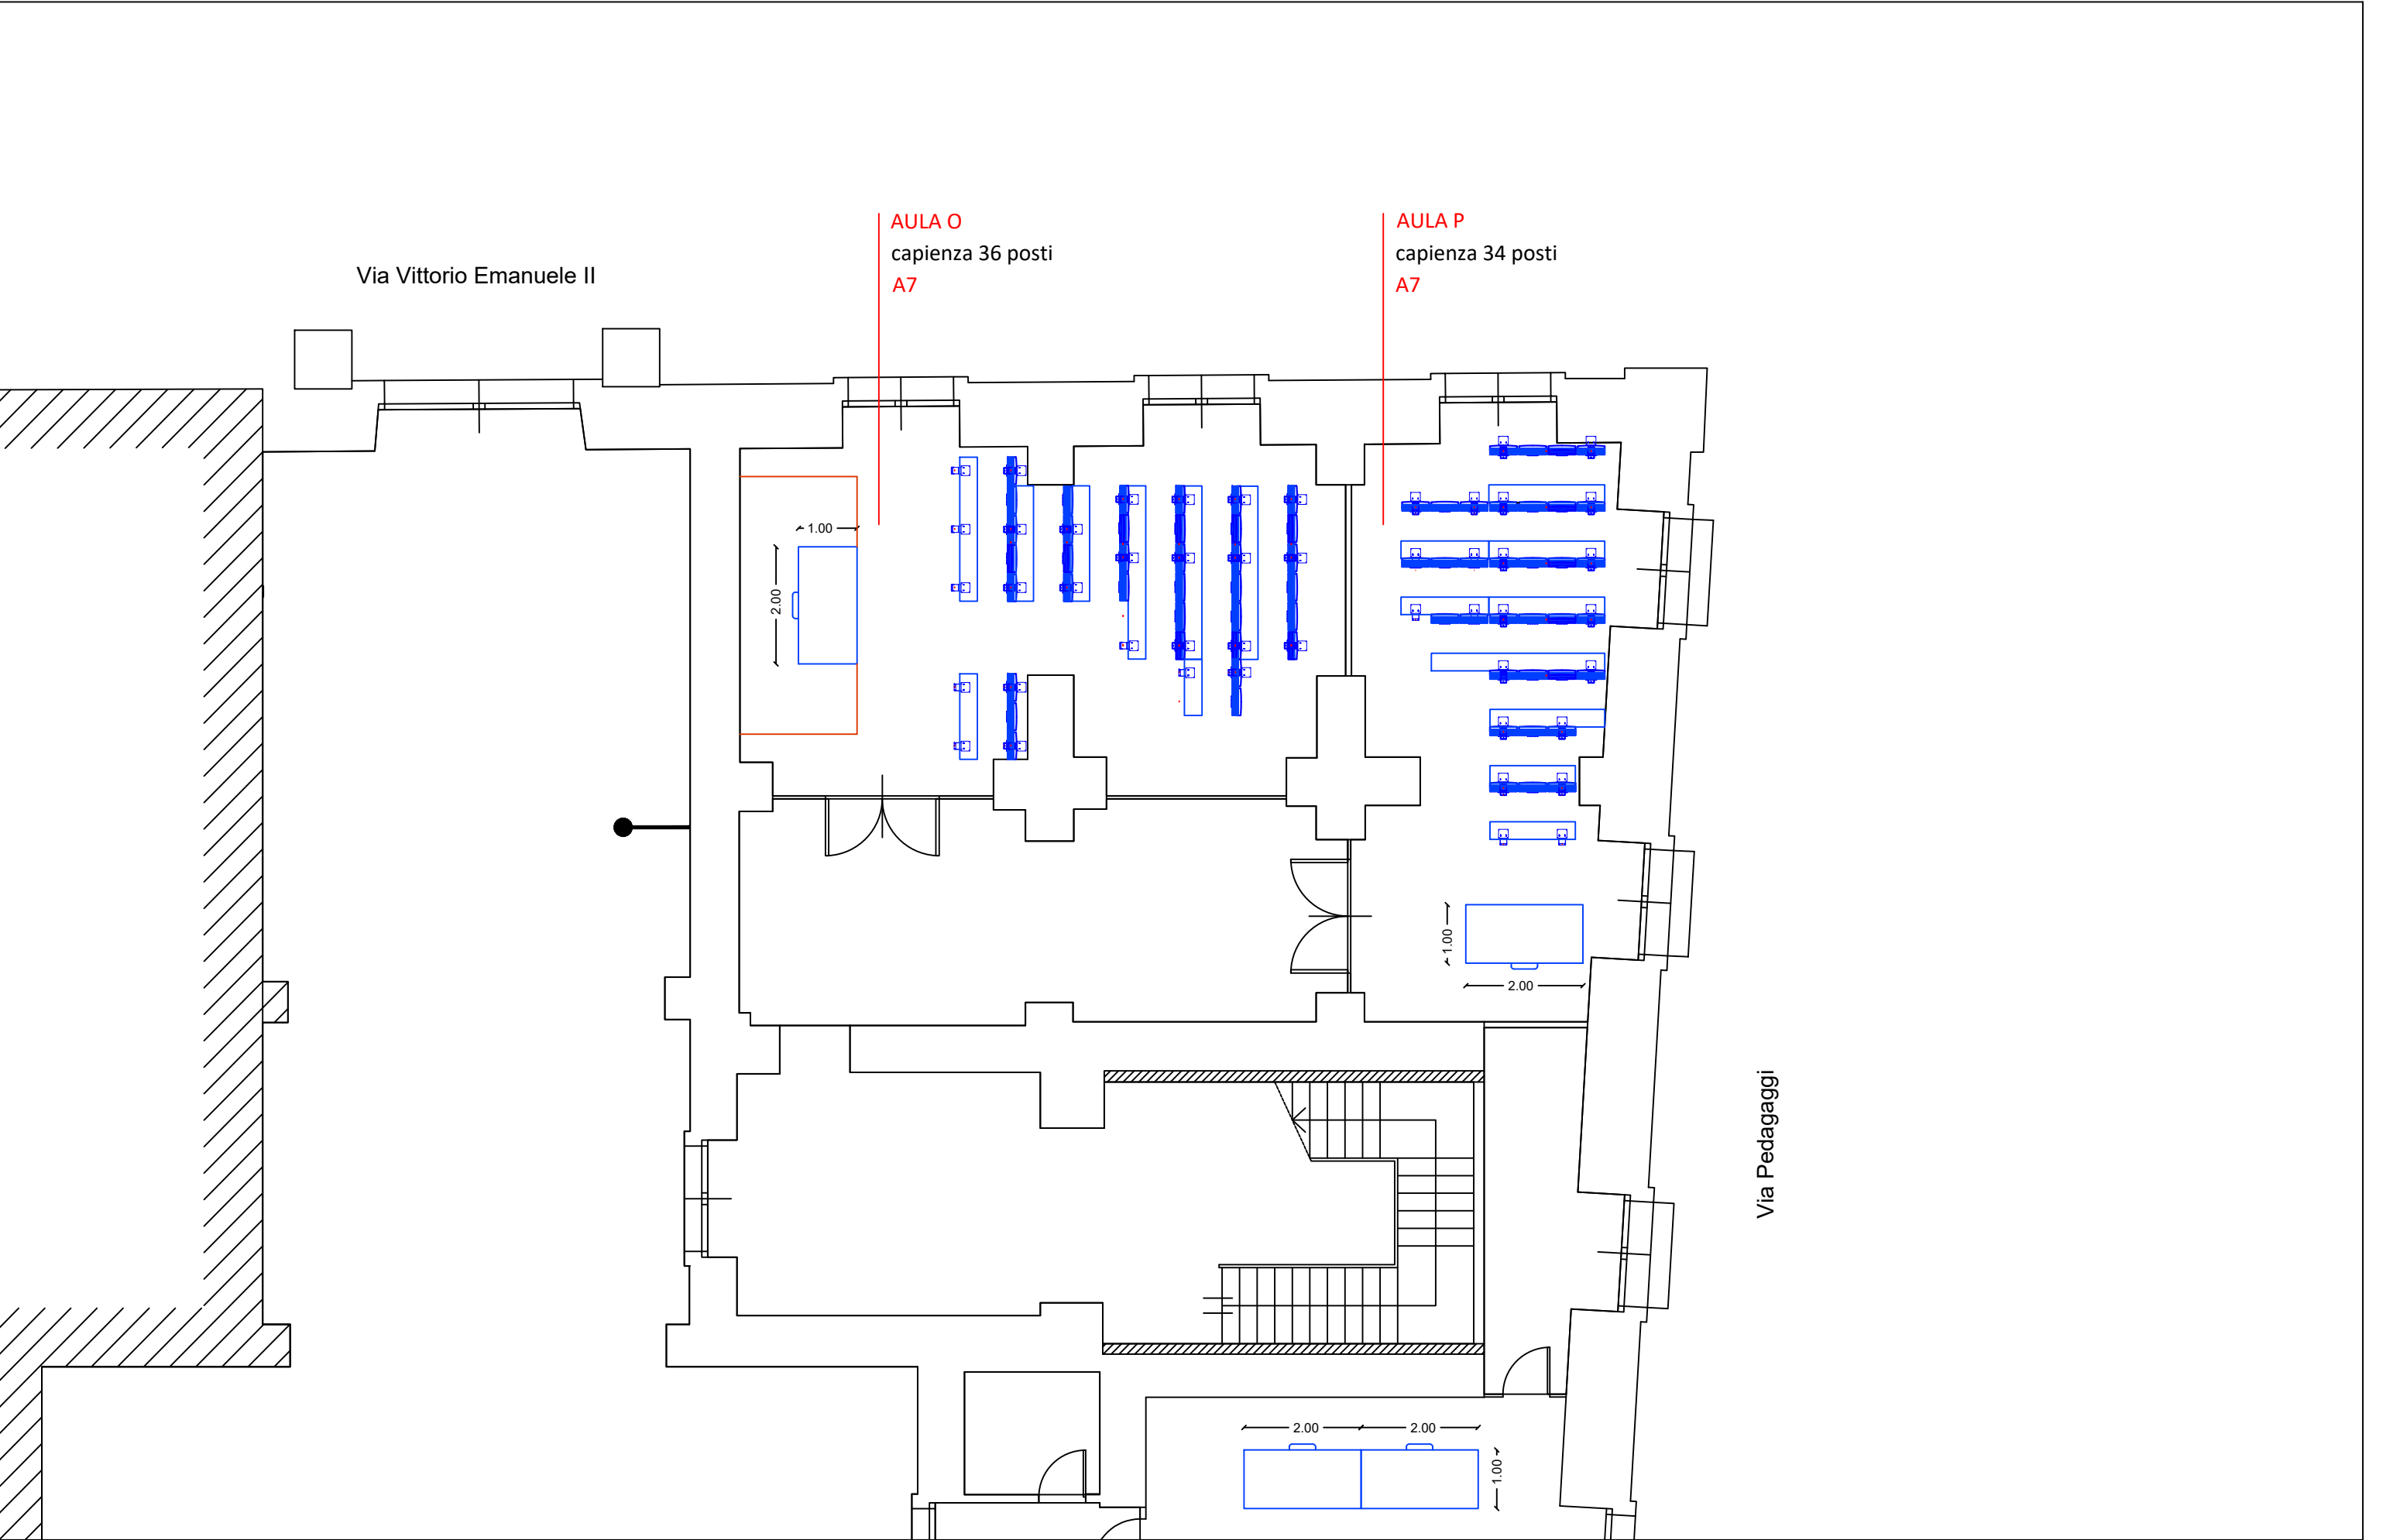 AULA O
capienza 36 posti
A7
AULA P
capienza 34 posti
A7
Via Vittorio Emanuele II
1.00
2.00
1.00
2.00
Via Pedagaggi
2.00
2.00
1.00